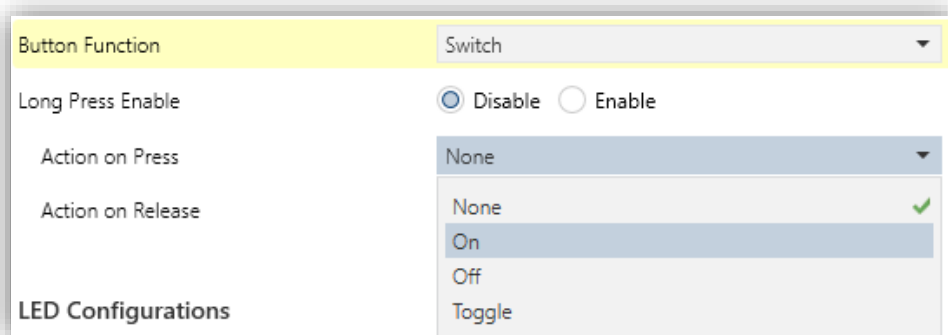 Button Function Switch
Long Press Enable Disable Enable
Action on Press None
Action on Release None
On
Off
LED Configurations Toggle